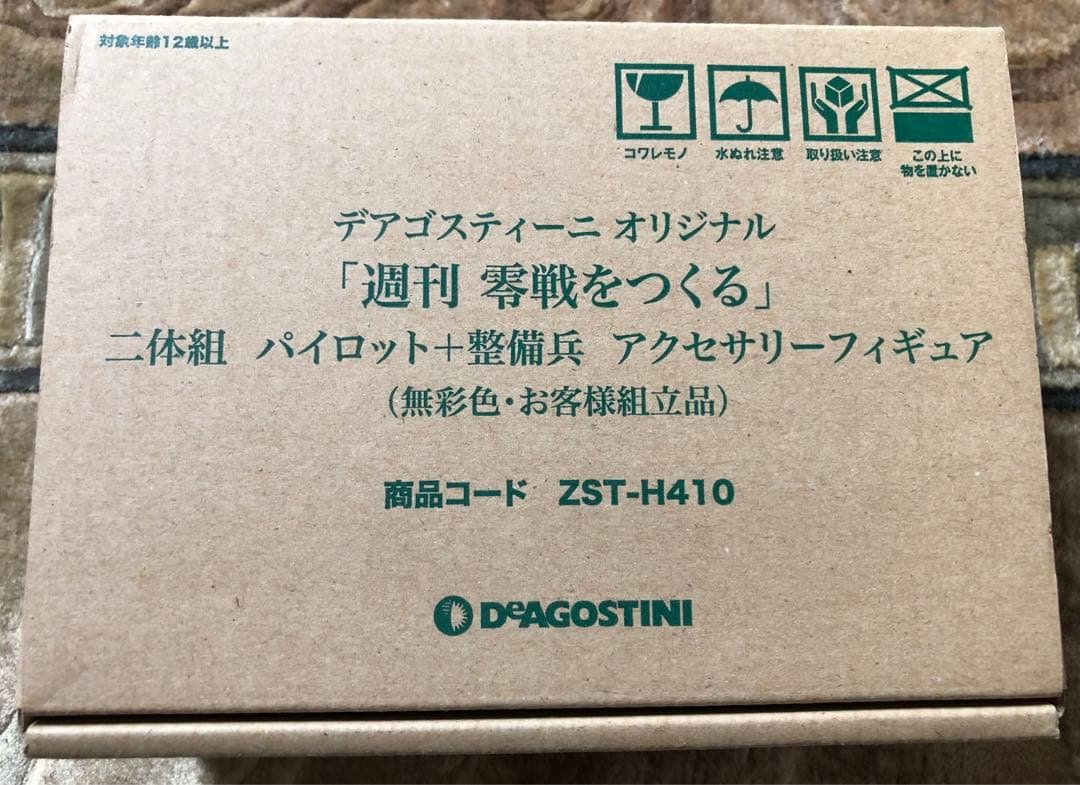 対象年齢12歳以上
コワレモノ
水ぬれ注意
取り扱い注意
この上に
物を置かない
デアゴスティーニ オリジナル
「週刊 零戦をつくる」
二体組 パイロット＋整備兵 アクセサリーフィギュア
（無彩色・お客様組立品）
商品コード ZST-H410
DeAGOSTINI